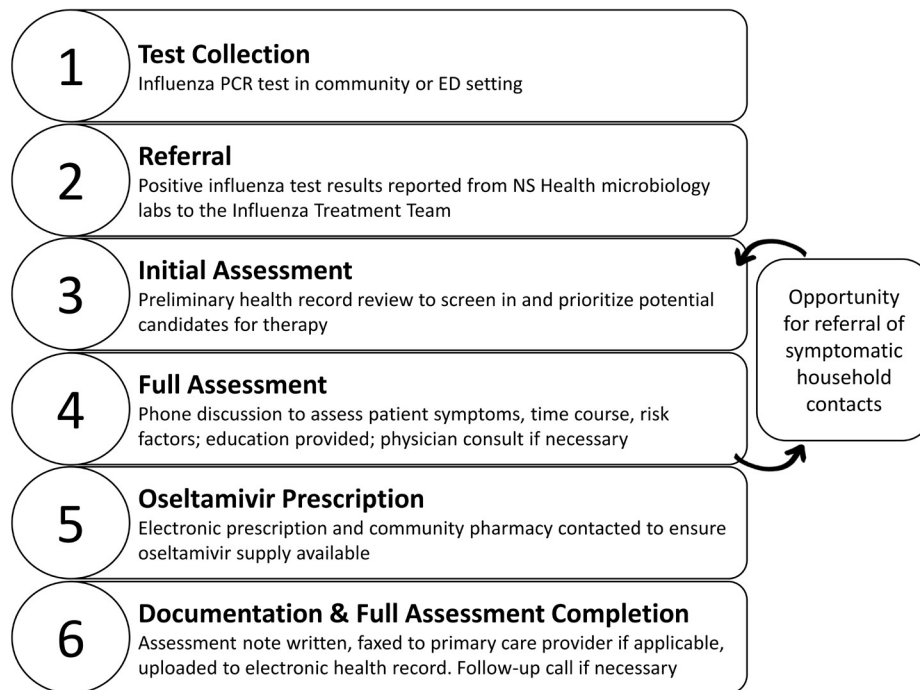 1
Test Collection
Influenza PCR test in community or ED setting
2
Referral
Positive influenza test results reported from NS Health microbiology
labs to the Influenza Treatment Team
3
Initial Assessment
Preliminary health record review to screen in and prioritize potential
candidates for therapy
4
Full Assessment
Phone discussion to assess patient symptoms, time course, risk
factors; education provided; physician consult if necessary
Opportunity
for referral of
symptomatic
household
contacts
5
Oseltamivir Prescription
Electronic prescription and community pharmacy contacted to ensure
oseltamivir supply available
6
Documentation & Full Assessment Completion
Assessment note written, faxed to primary care provider if applicable,
uploaded to electronic health record. Follow-up call if necessary